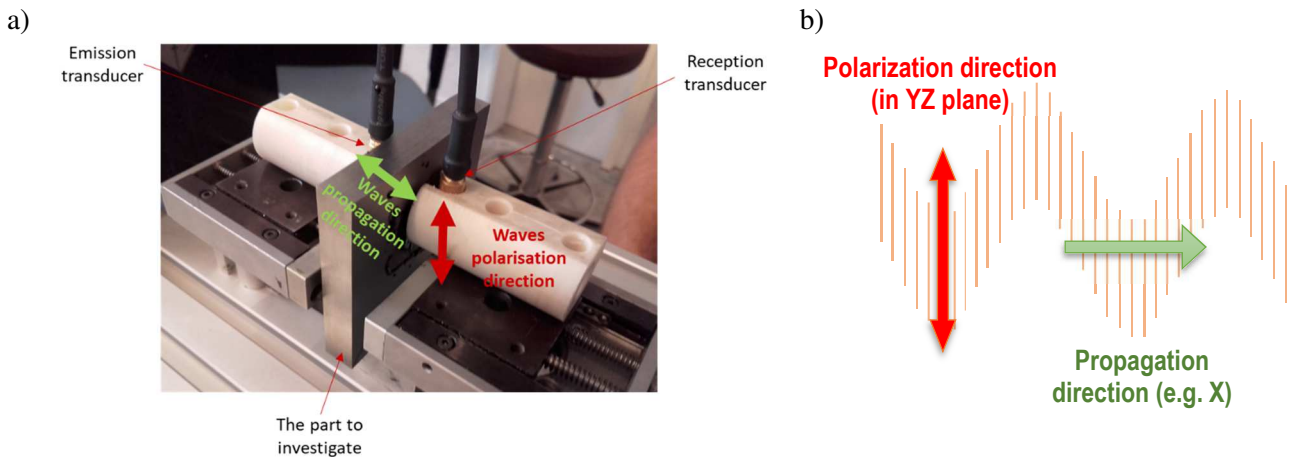 a)
Emission
transducer
Reception
transducer
Waves
propagation
direction
Waves
polarisation
direction
The part to
investigate
b)
Polarization direction
(in YZ plane)
Propagation
direction (e.g. X)